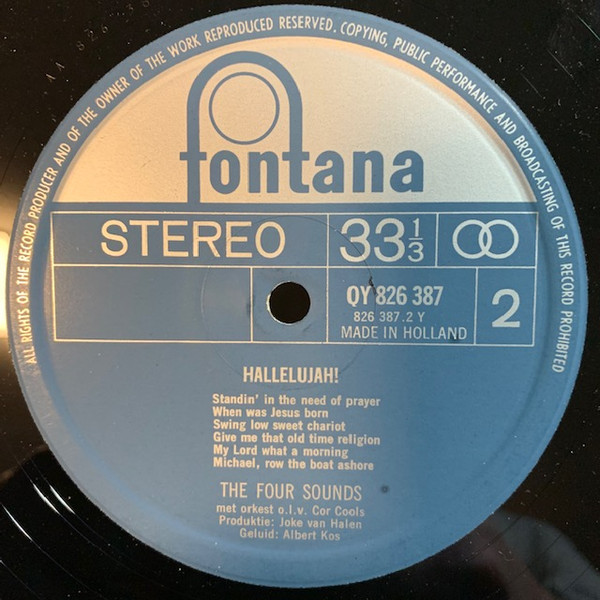 ALL RIGHTS OF THE RECORD PRODUCER AND OF THE OWNER OF THE WORK REPRODUCED RESERVED. COPYING, PUBLIC PERFORMANCE AND BROADCASTING OF THIS RECORD PROHIBITED
fontana
STEREO 33 1/3
QY 826 387
826 387.2 Y
MADE IN HOLLAND
2
HALLELUJAH!
Standin' in the need of prayer
When was Jesus born
Swing low sweet chariot
Give me that old time religion
My Lord what a morning
Michael, row the boat ashore
THE FOUR SOUNDS
met orkest o.l.v. Cor Cools
Produktie: Joke van Halen
Geluid: Albert Kos